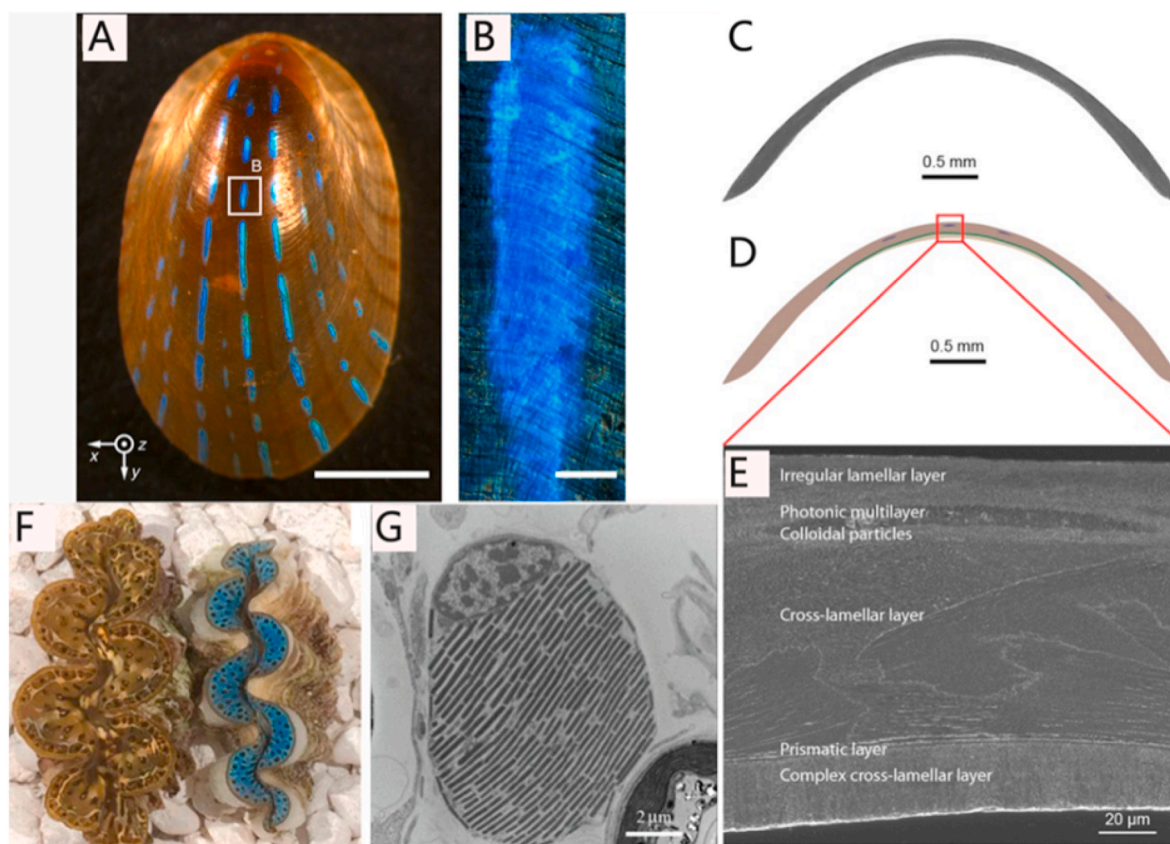 A
B
C
B
0.5 mm
D
0.5 mm
z
x
y
E
Irregular lamellar layer
Photonic multilayer
Colloidal particles
Cross-lamellar layer
Prismatic layer
Complex cross-lamellar layer
20 µm
F
G
2 µm